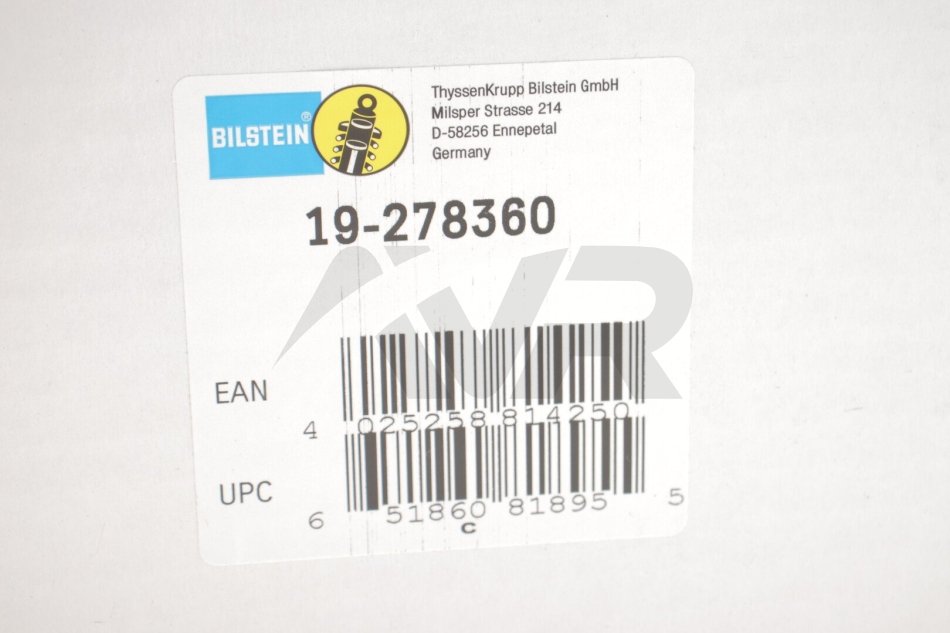 BILSTEIN®
ThyssenKrupp Bilstein GmbH
Milsper Strasse 214
D-58256 Ennepetal
Germany
19-278360
AVR
EAN
4 025258 814250
UPC
6 51860 81895 5
C